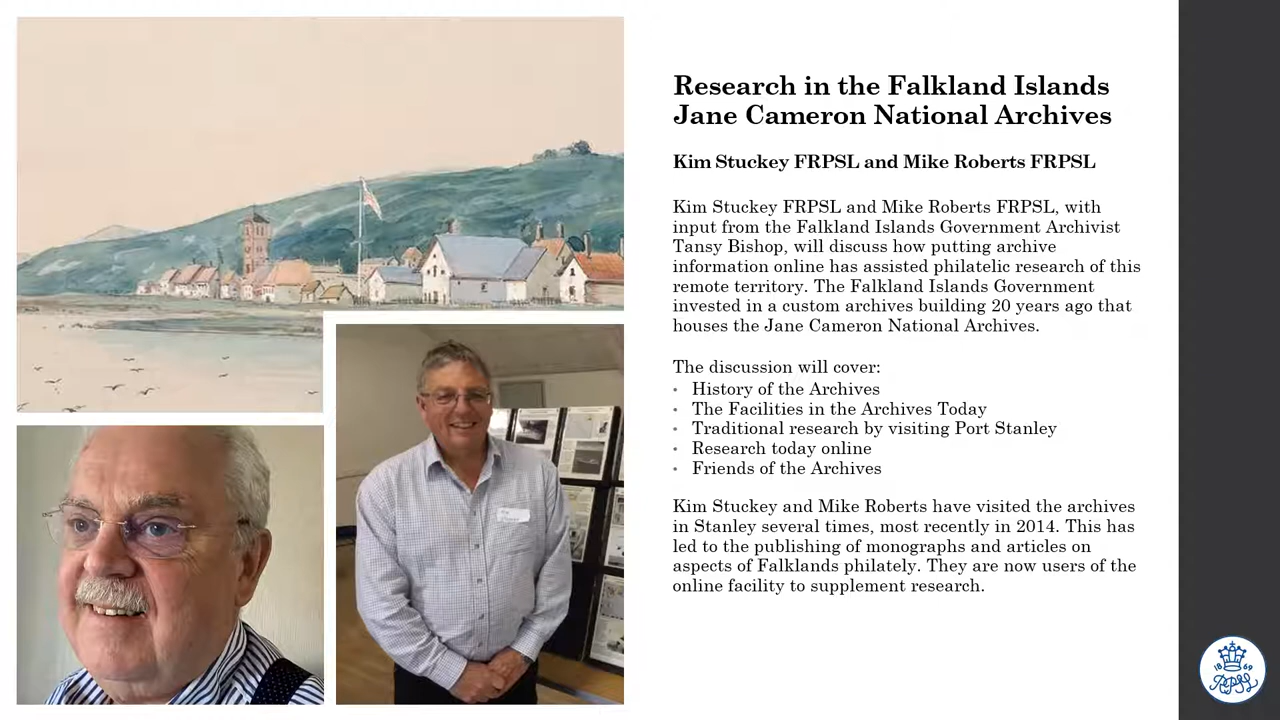 Research in the Falkland Islands
Jane Cameron National Archives
Kim Stuckey FRPSL and Mike Roberts FRPSL
Kim Stuckey FRPSL and Mike Roberts FRPSL, with
input from the Falkland Islands Government Archivist
Tansy Bishop, will discuss how putting archive
information online has assisted philatelic research of this
remote territory. The Falkland Islands Government
invested in a custom archives building 20 years ago that
houses the Jane Cameron National Archives.
The discussion will cover:
• History of the Archives
• The Facilities in the Archives Today
• Traditional research by visiting Port Stanley
• Research today online
• Friends of the Archives
Kim Stuckey and Mike Roberts have visited the archives
in Stanley several times, most recently in 2014. This has
led to the publishing of monographs and articles on
aspects of Falklands philately. They are now users of the
online facility to supplement research.
18 69
RPSL